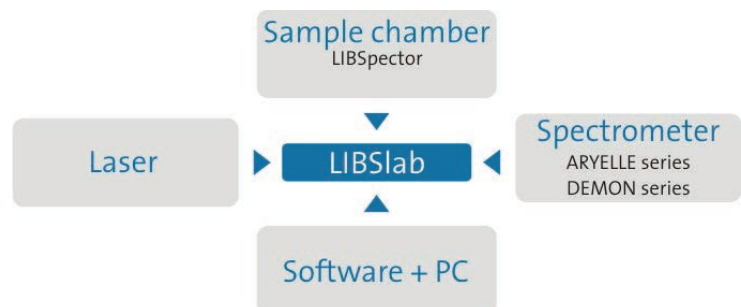 Sample chamber
LIBSpector
Laser
LIBSlab
Spectrometer
ARYELLE series
DEMON series
Software + PC